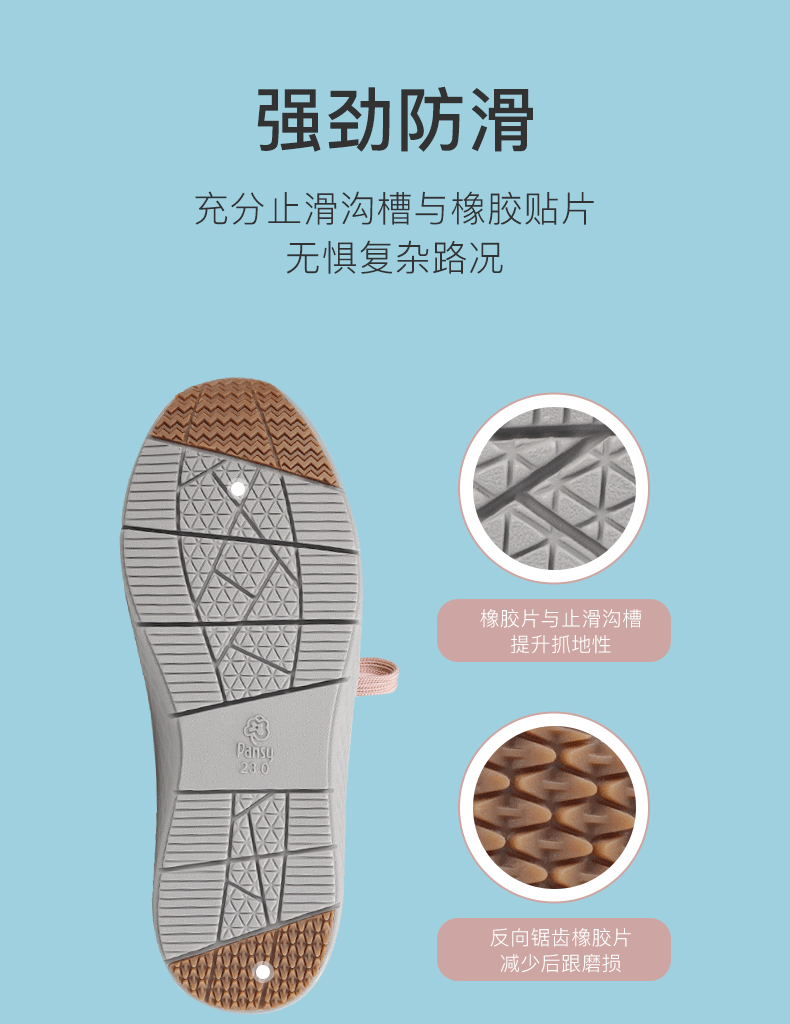 强劲防滑
充分止滑沟槽与橡胶贴片
无惧复杂路况
橡胶片与止滑沟槽
提升抓地性
Pansy
23.0
反向锯齿橡胶片
减少后跟磨损